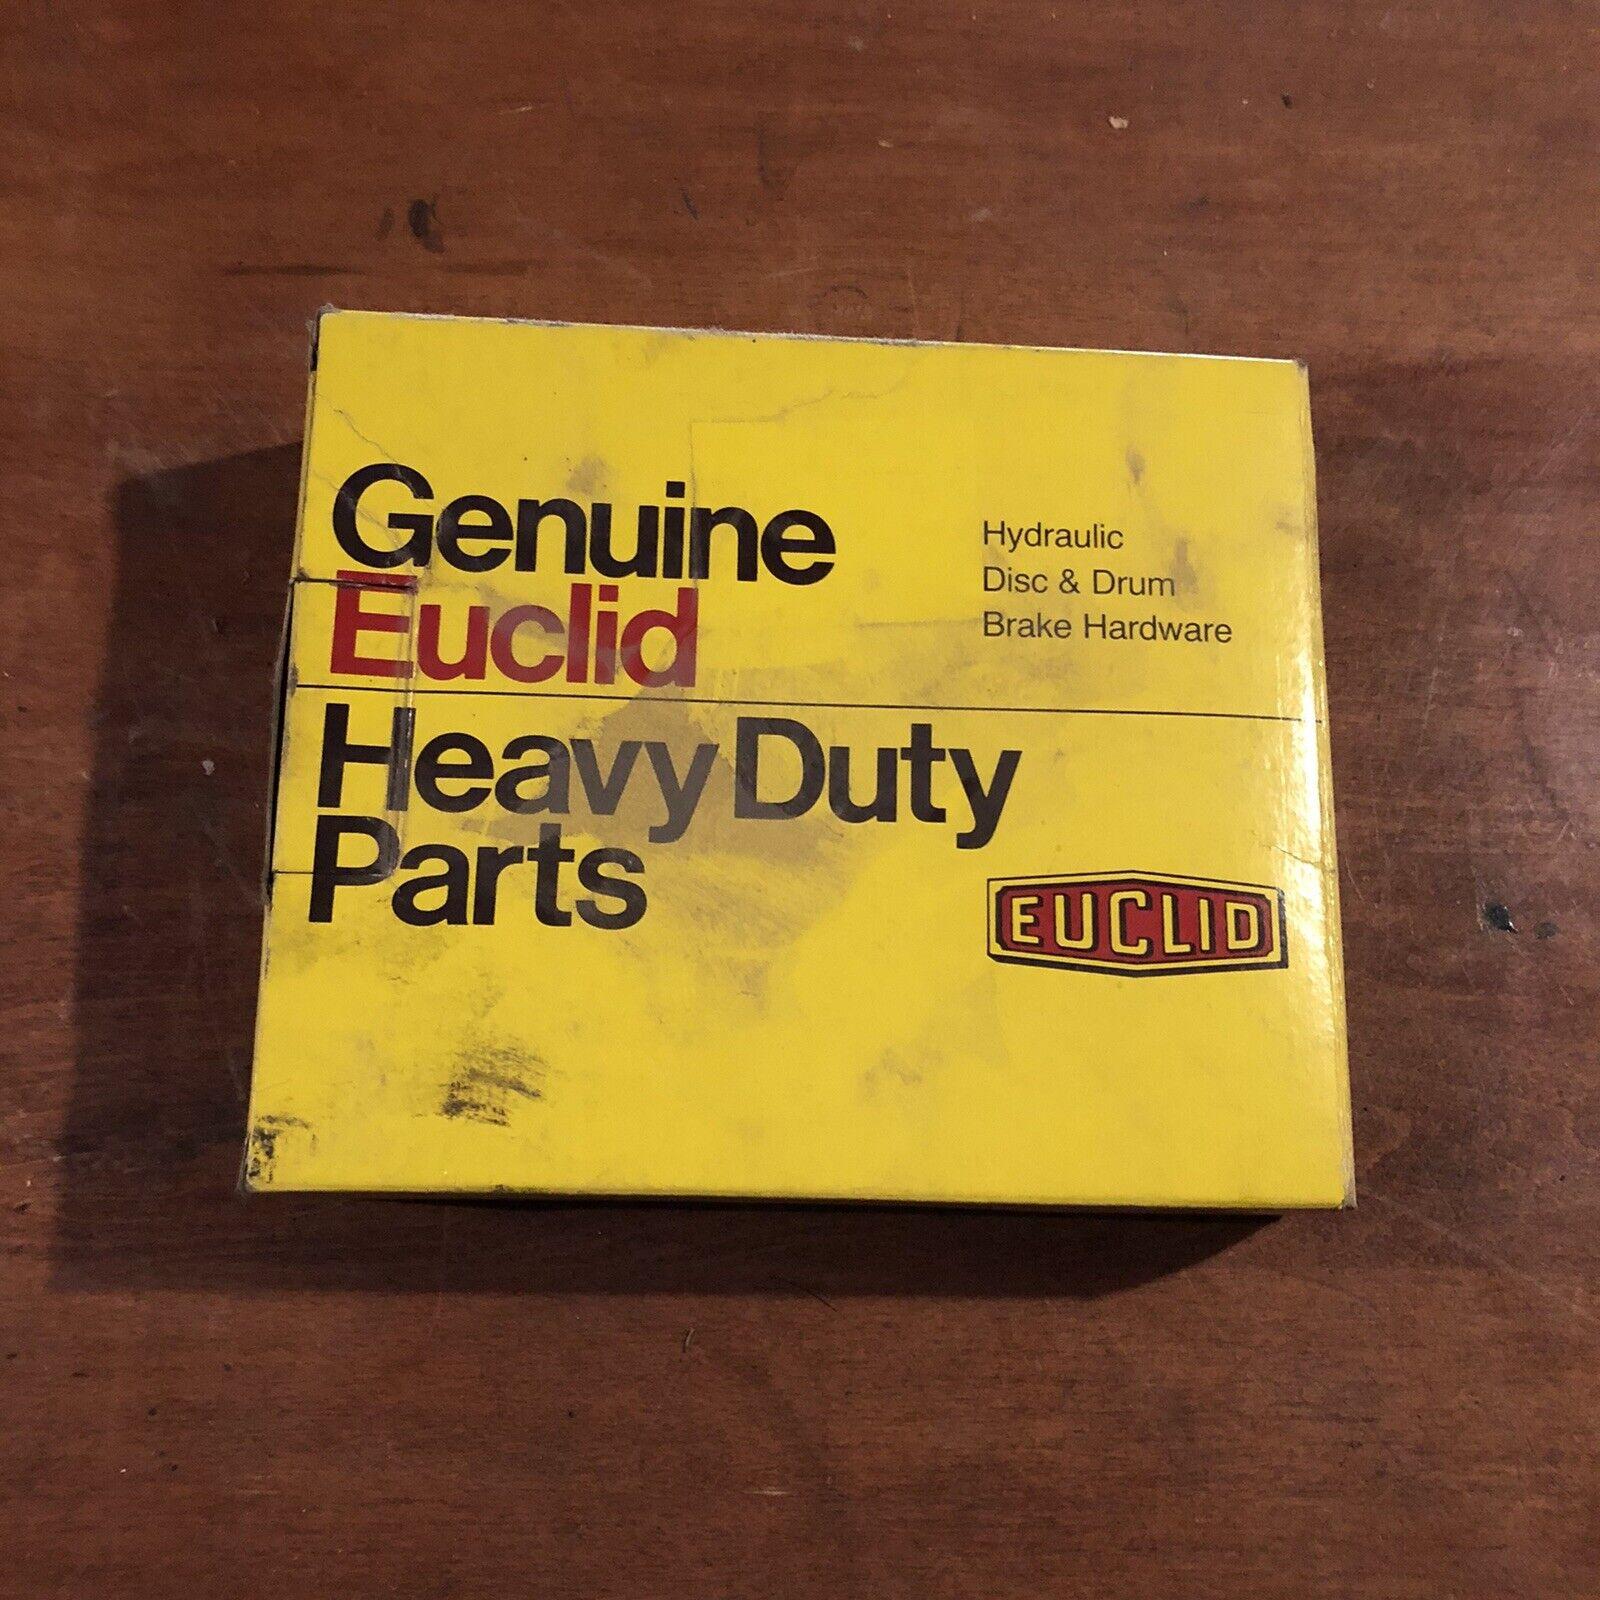 Genuine
Euclid
Heavy Duty
Parts
Hydraulic
Disc & Drum
Brake Hardware
EUCLID